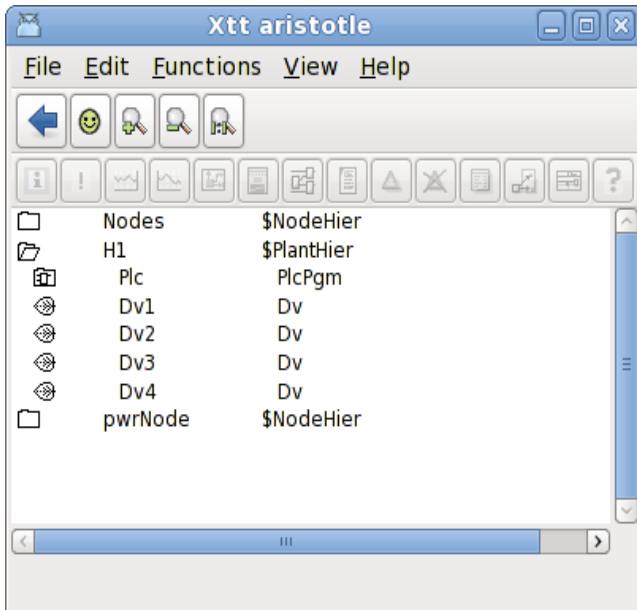 Xtt aristotle
File Edit Functions View Help
Nodes $NodeHier
H1 $PlantHier
Plc PlcPgm
Dv1 Dv
Dv2 Dv
Dv3 Dv
Dv4 Dv
pwrNode $NodeHier